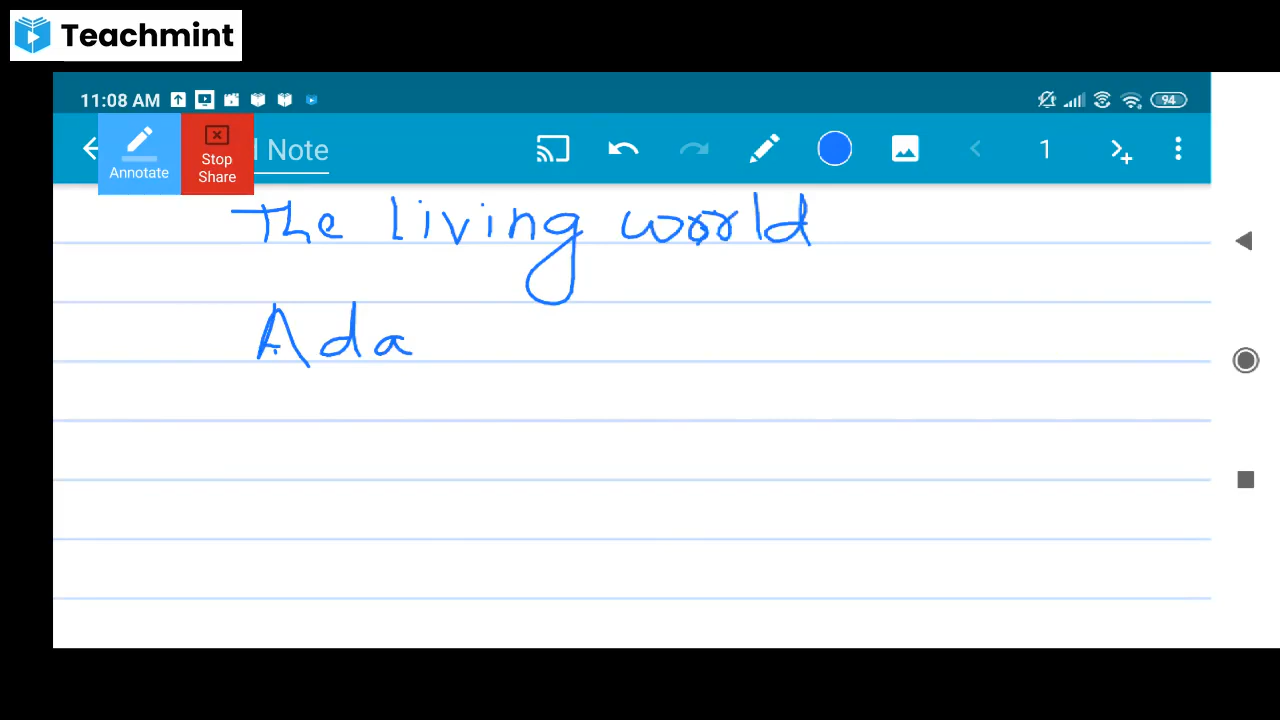 Teachmint
11:08 AM 94
Annotate Stop Share d Note 1
The living world
Ada